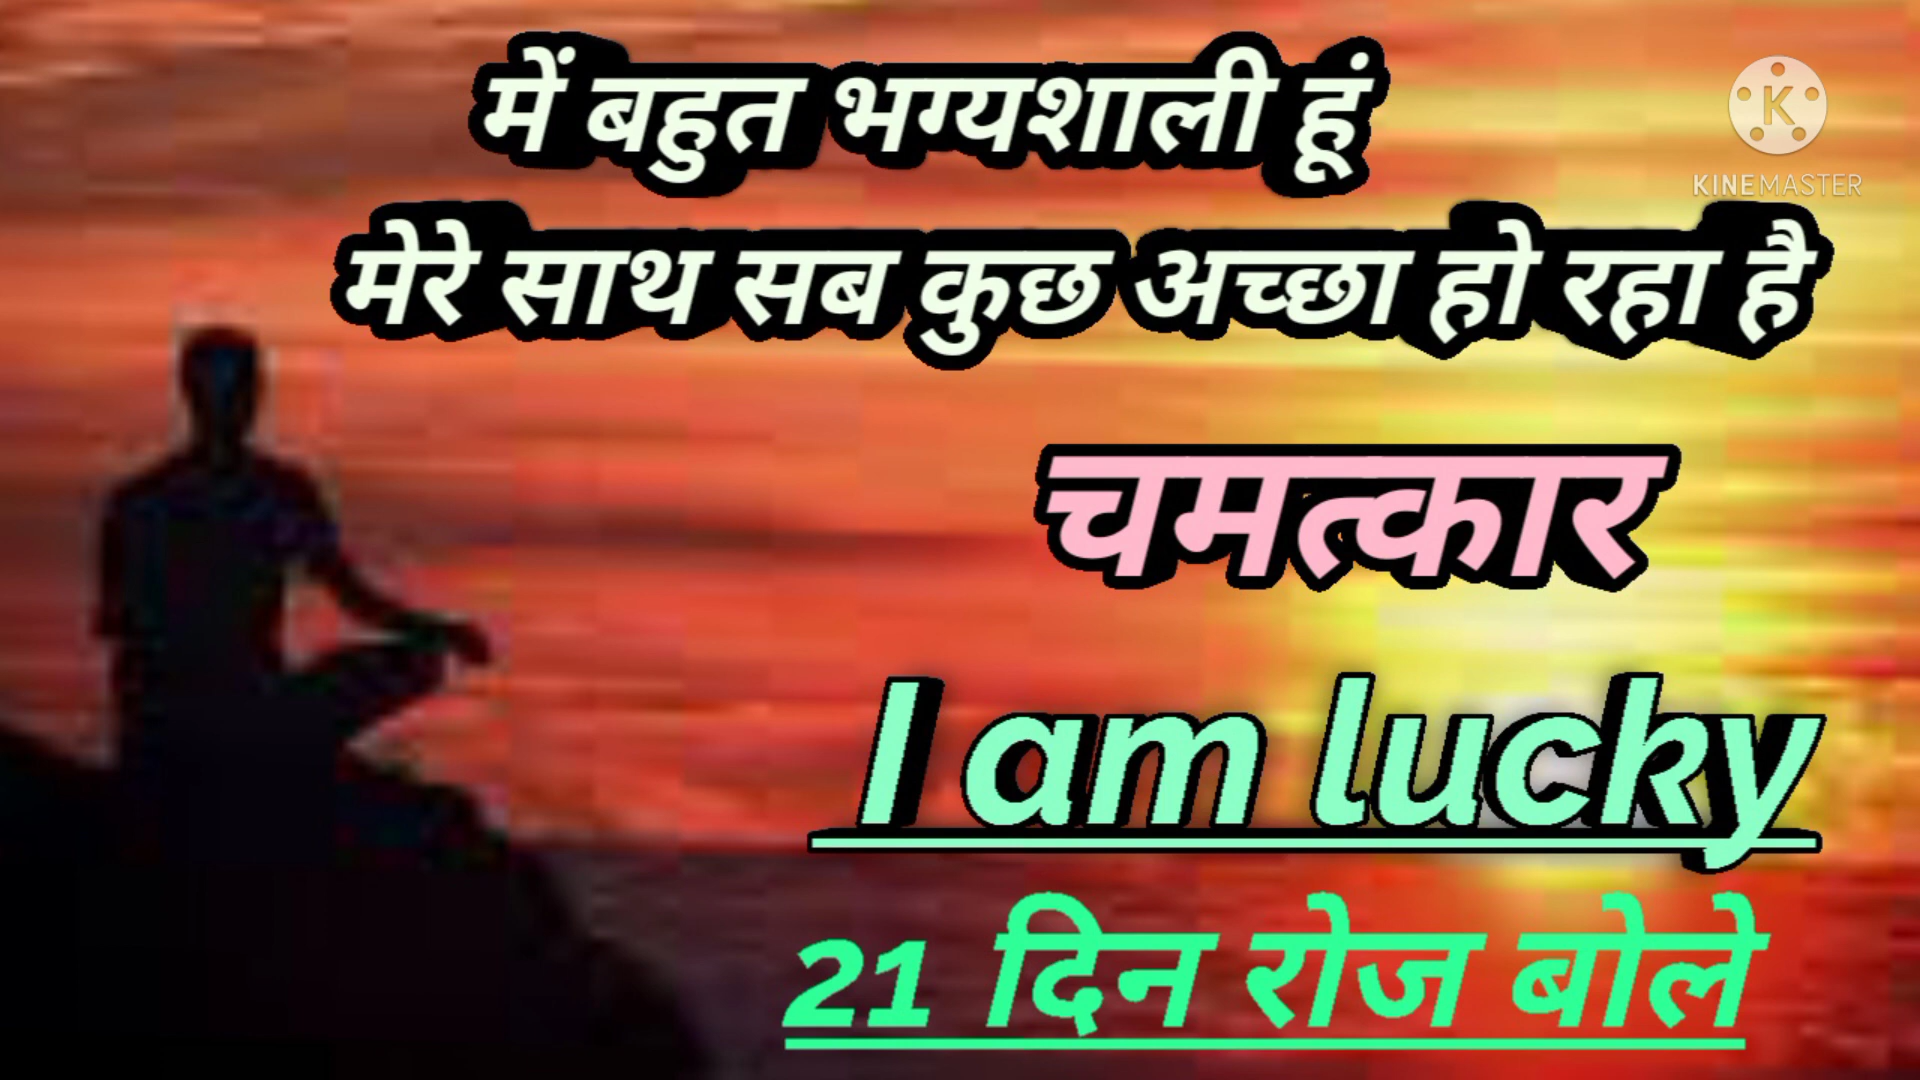 में बहुत भग्यशाली हूं
KINEMASTER
मेरे साथ सब कुछ अच्छा हो रहा है
चमत्कार
I am lucky
21 दिन रोज बोले